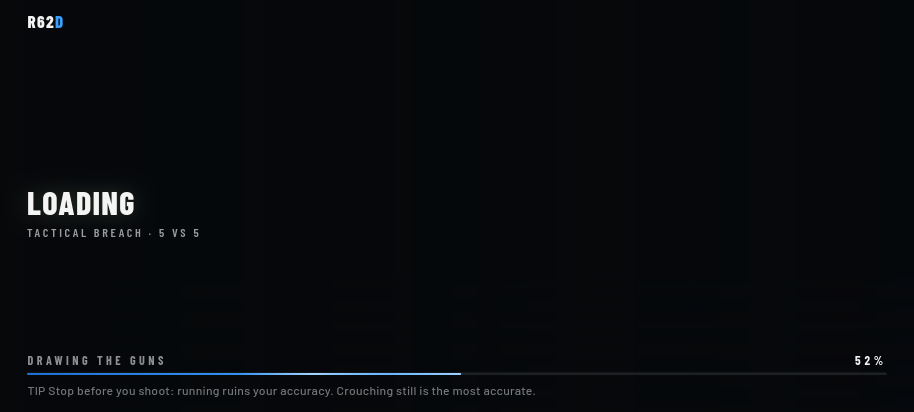 R62D
LOADING
TACTICAL BREACH · 5 VS 5
DRAWING THE GUNS
52%
TIP Stop before you shoot: running ruins your accuracy. Crouching still is the most accurate.